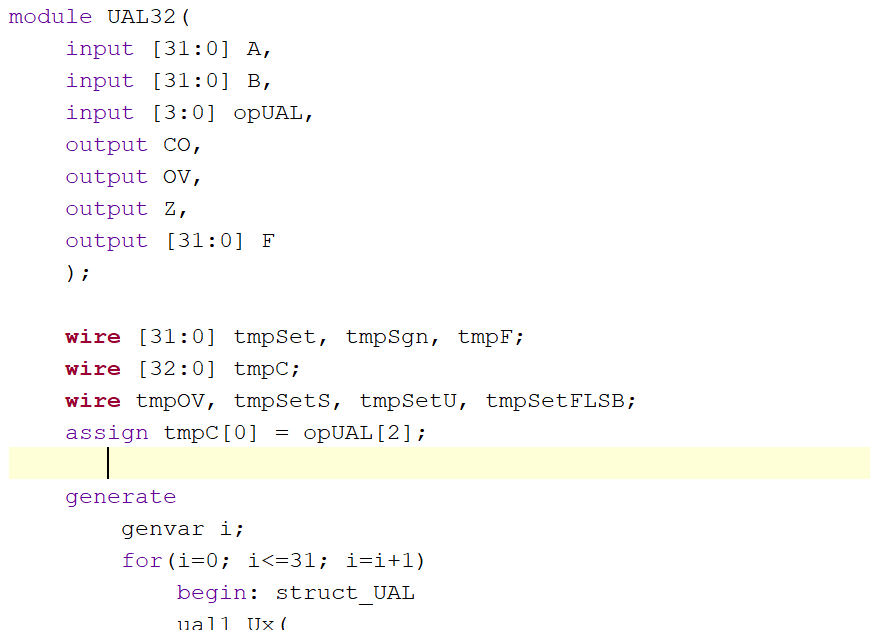 module UAL32(
input [31:0] A,
input [31:0] B,
input [3:0] opUAL,
output CO,
output OV,
output Z,
output [31:0] F
);
wire [31:0] tmpSet, tmpSgn, tmpF;
wire [32:0] tmpC;
wire tmpOV, tmpSetS, tmpSetU, tmpSetFLSB;
assign tmpC[0] = opUAL[2];
generate
genvar i;
for(i=0; i<=31; i=i+1)
begin: struct_UAL
ual1 Ux(